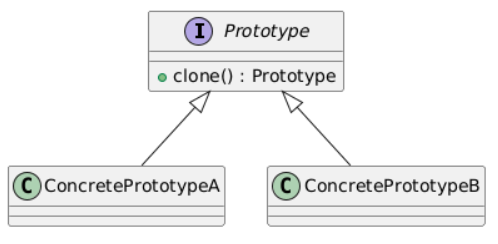 I Prototype
clone() : Prototype
C ConcretePrototypeA
C ConcretePrototypeB